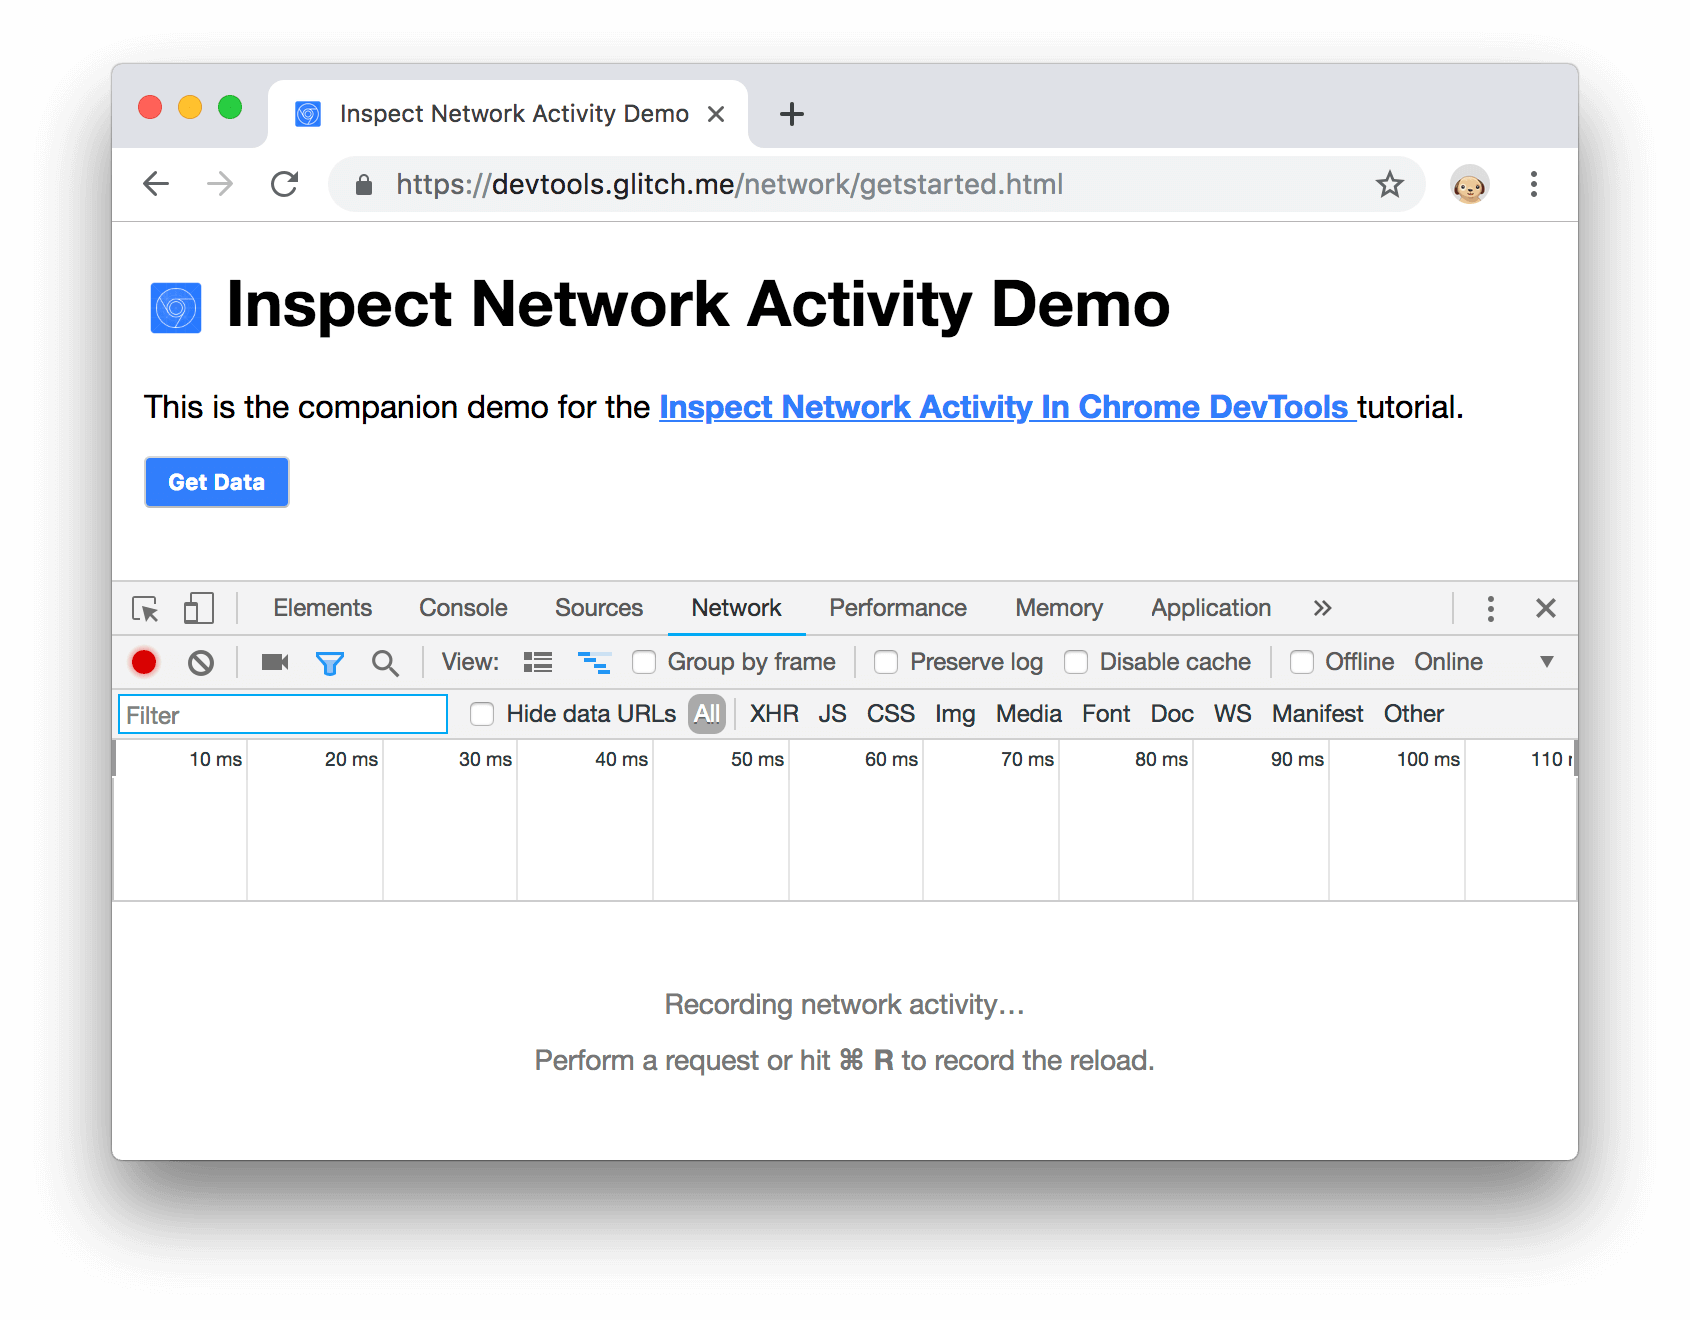 Inspect Network Activity Demo
https://devtools.glitch.me/network/getstarted.html
Inspect Network Activity Demo
This is the companion demo for the Inspect Network Activity In Chrome DevTools tutorial.
Get Data
Elements Console Sources Network Performance Memory Application
View: Group by frame Preserve log Disable cache Offline Online
Filter Hide data URLs All XHR JS CSS Img Media Font Doc WS Manifest Other
10 ms 20 ms 30 ms 40 ms 50 ms 60 ms 70 ms 80 ms 90 ms 100 ms 110
Recording network activity…
Perform a request or hit ⌘ R to record the reload.